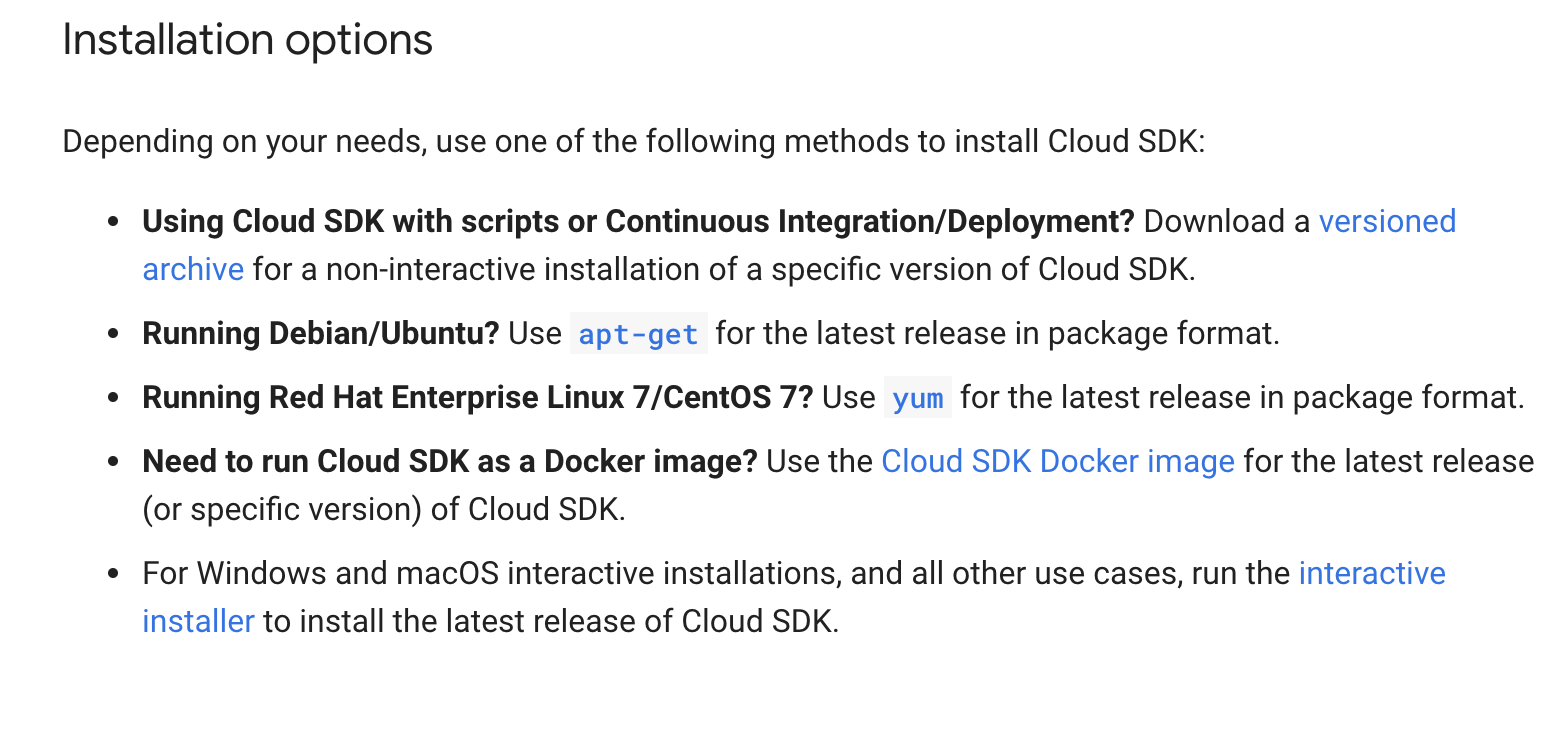 Installation options
Depending on your needs, use one of the following methods to install Cloud SDK:
• Using Cloud SDK with scripts or Continuous Integration/Deployment? Download a versioned
archive for a non-interactive installation of a specific version of Cloud SDK.
• Running Debian/Ubuntu? Use apt-get for the latest release in package format.
• Running Red Hat Enterprise Linux 7/CentOS 7? Use yum for the latest release in package format.
• Need to run Cloud SDK as a Docker image? Use the Cloud SDK Docker image for the latest release
(or specific version) of Cloud SDK.
• For Windows and macOS interactive installations, and all other use cases, run the interactive
installer to install the latest release of Cloud SDK.